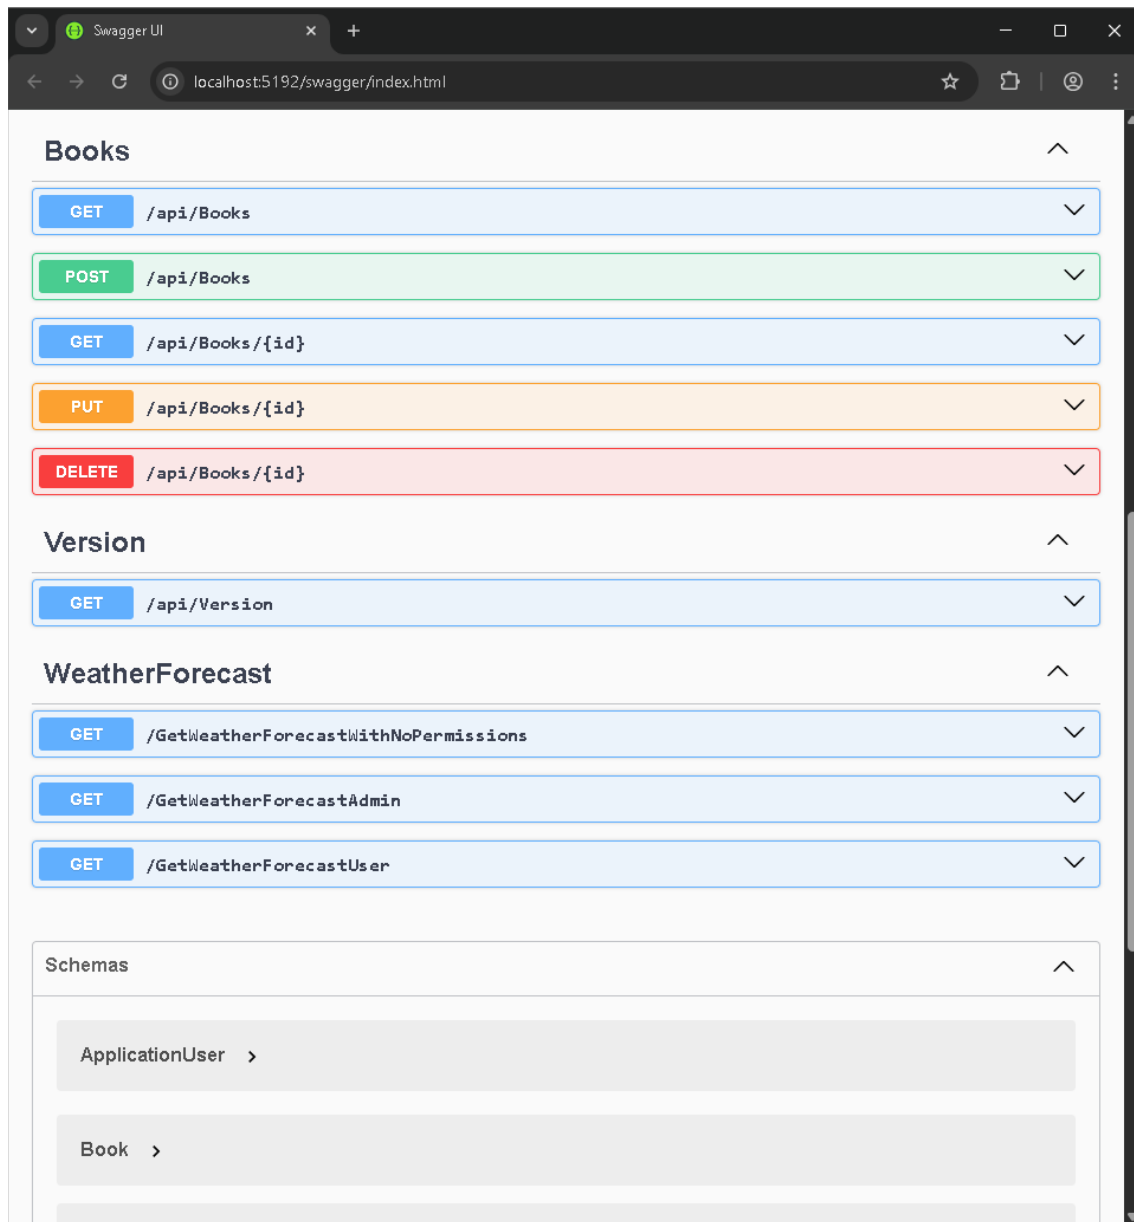 Swagger UI
localhost:5192/swagger/index.html
Books
GET /api/Books
POST /api/Books
GET /api/Books/{id}
PUT /api/Books/{id}
DELETE /api/Books/{id}
Version
GET /api/Version
WeatherForecast
GET /GetWeatherForecastWithNoPermissions
GET /GetWeatherForecastAdmin
GET /GetWeatherForecastUser
Schemas
ApplicationUser
Book